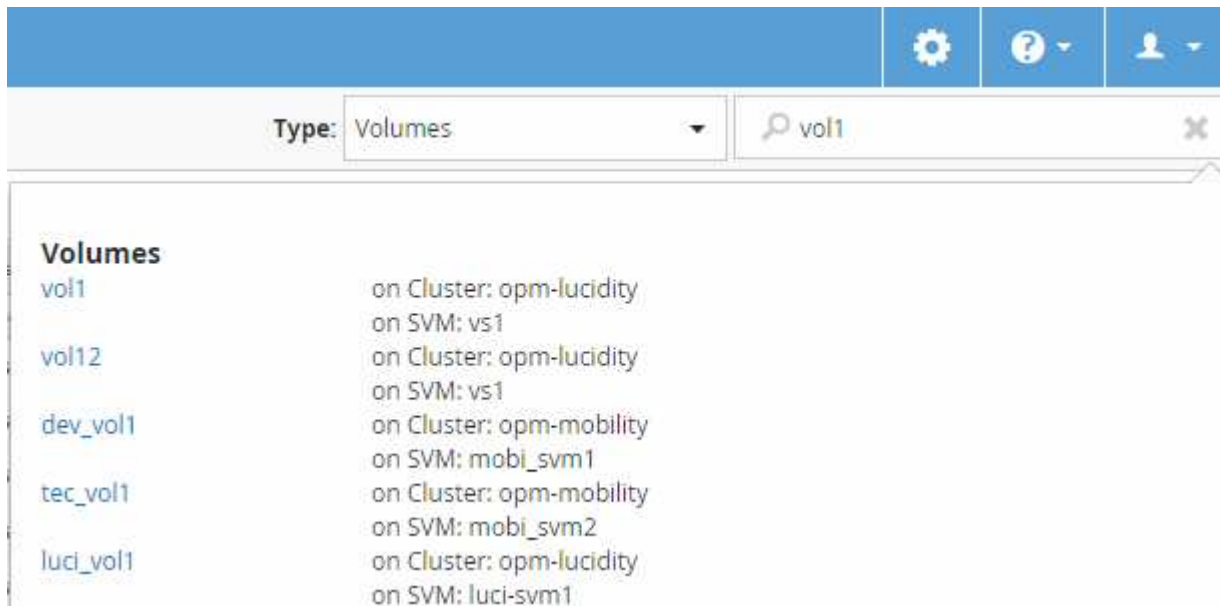 Type: Volumes vol1
Volumes
vol1 on Cluster: opm-lucidity
on SVM: vs1
vol12 on Cluster: opm-lucidity
on SVM: vs1
dev_vol1 on Cluster: opm-mobility
on SVM: mobi_svm1
tec_vol1 on Cluster: opm-mobility
on SVM: mobi_svm2
luci_vol1 on Cluster: opm-lucidity
on SVM: luci-svm1